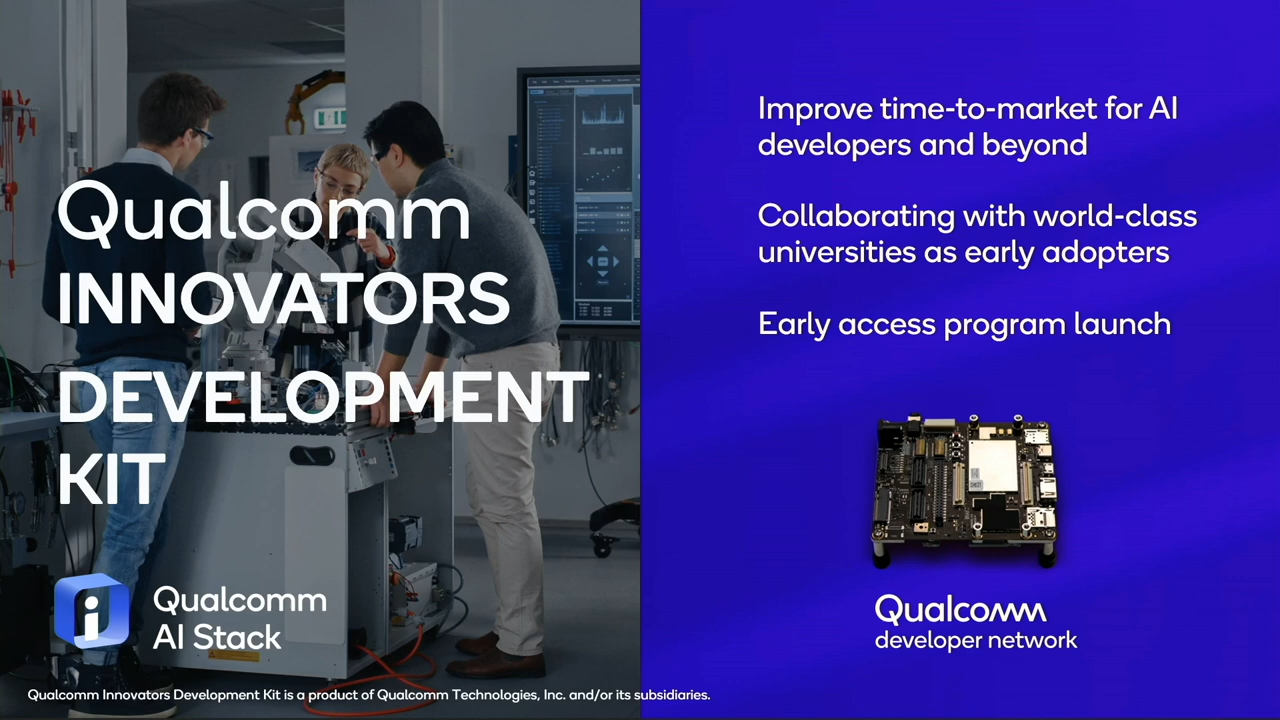 Qualcomm
INNOVATORS
DEVELOPMENT
KIT
Qualcomm
AI Stack
Improve time-to-market for AI
developers and beyond
Collaborating with world-class
universities as early adopters
Early access program launch
Qualcomm
developer network
Qualcomm Innovators Development Kit is a product of Qualcomm Technologies, Inc. and/or its subsidiaries.